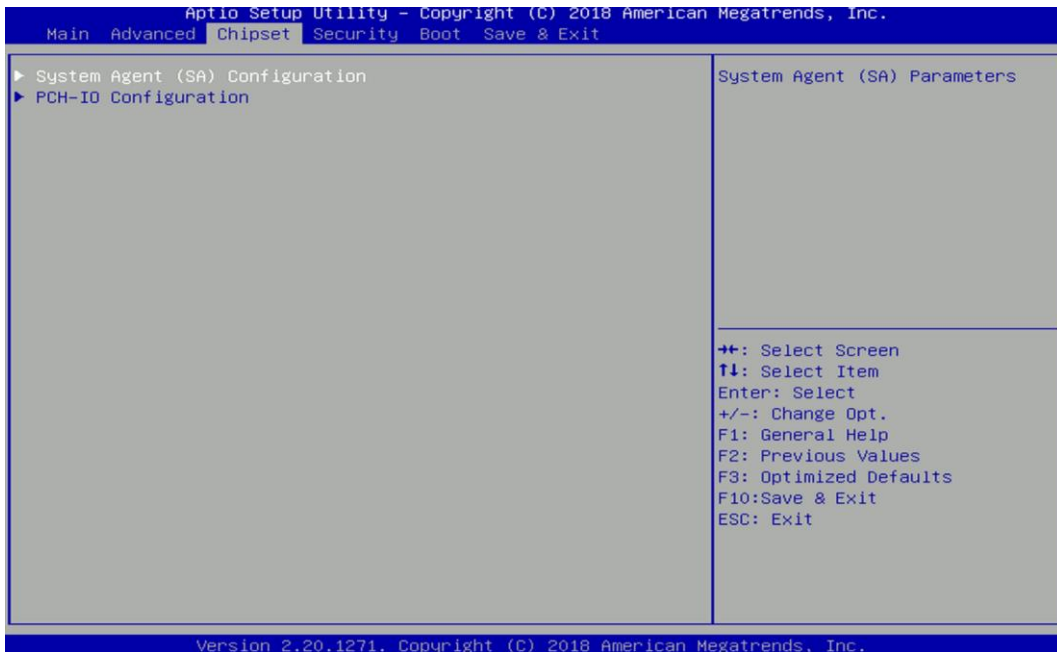 Aptio Setup Utility – Copyright (C) 2018 American Megatrends, Inc.
Main Advanced Chipset Security Boot Save & Exit
▶ System Agent (SA) Configuration
▶ PCH-IO Configuration
System Agent (SA) Parameters
→←: Select Screen
↑↓: Select Item
Enter: Select
+/-: Change Opt.
F1: General Help
F2: Previous Values
F3: Optimized Defaults
F10:Save & Exit
ESC: Exit
Version 2.20.1271. Copyright (C) 2018 American Megatrends, Inc.